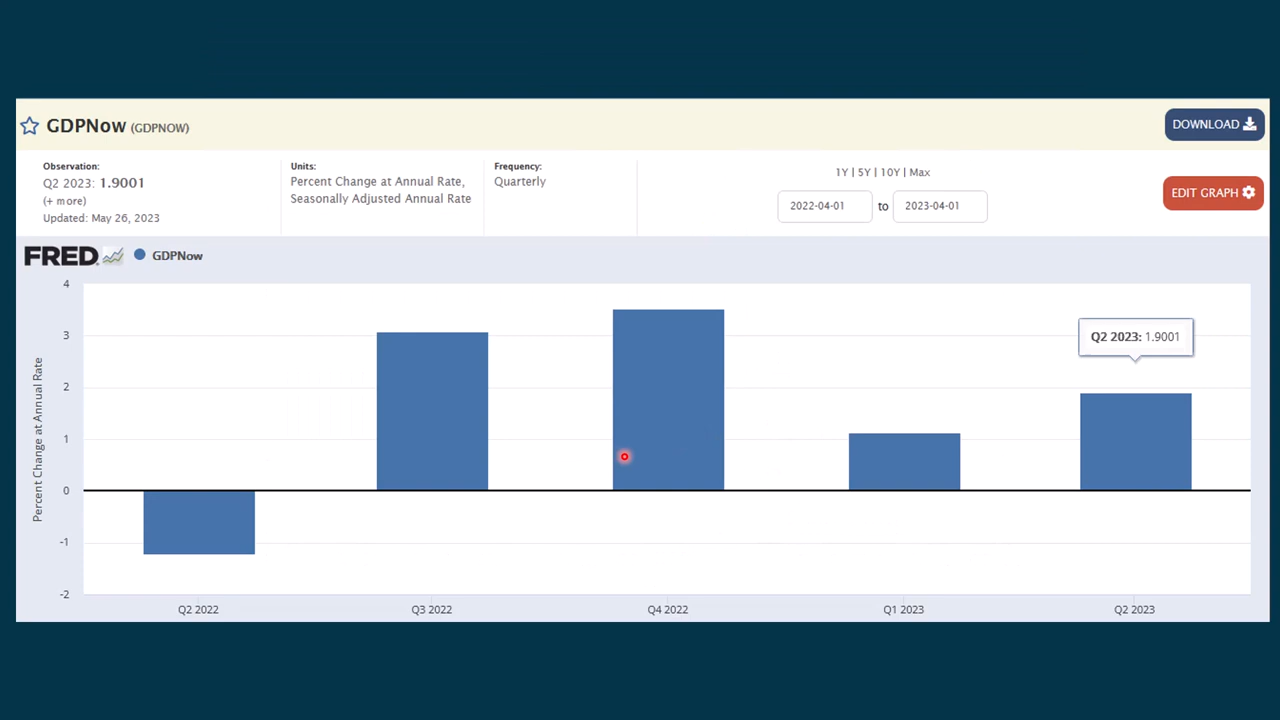 GDPNow (GDPNOW)
DOWNLOAD
Observation:
Q2 2023: 1.9001
(+ more)
Updated: May 26, 2023
Units:
Percent Change at Annual Rate,
Seasonally Adjusted Annual Rate
Frequency:
Quarterly
1Y | 5Y | 10Y | Max
2022-04-01 to 2023-04-01
EDIT GRAPH
FRED GDPNow
Percent Change at Annual Rate
4
3
2
1
0
-1
-2
Q2 2023: 1.9001
Q2 2022 Q3 2022 Q4 2022 Q1 2023 Q2 2023